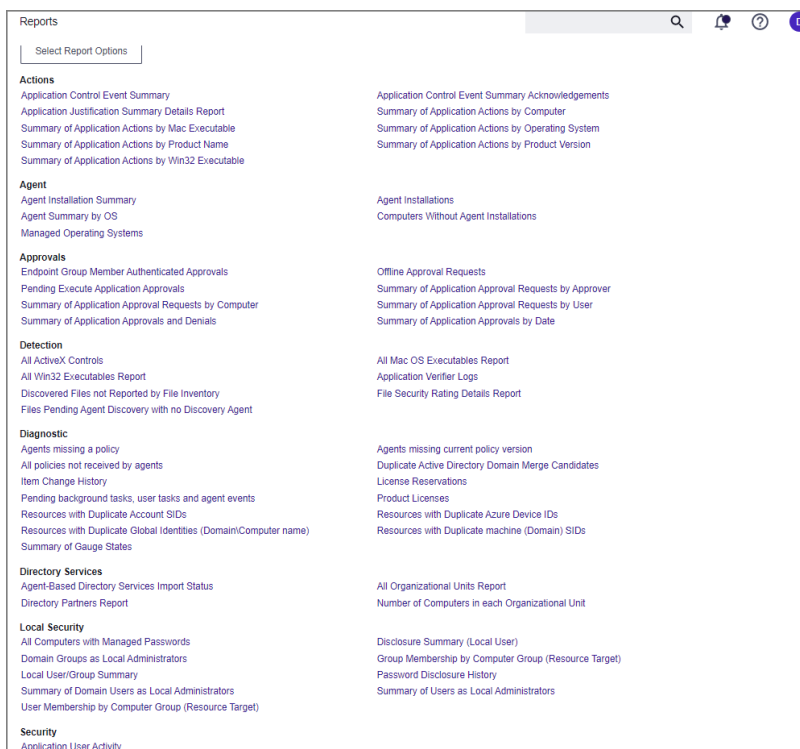 Reports
Select Report Options
Actions
Application Control Event Summary
Application Control Event Summary Acknowledgements
Application Justification Summary Details Report
Summary of Application Actions by Computer
Summary of Application Actions by Mac Executable
Summary of Application Actions by Operating System
Summary of Application Actions by Product Name
Summary of Application Actions by Product Version
Summary of Application Actions by Win32 Executable
Agent
Agent Installation Summary
Agent Installations
Agent Summary by OS
Computers Without Agent Installations
Managed Operating Systems
Approvals
Endpoint Group Member Authenticated Approvals
Offline Approval Requests
Pending Execute Application Approvals
Summary of Application Approval Requests by Approver
Summary of Application Approval Requests by Computer
Summary of Application Approval Requests by User
Summary of Application Approvals and Denials
Summary of Application Approvals by Date
Detection
All ActiveX Controls
All Mac OS Executables Report
All Win32 Executables Report
Application Verifier Logs
Discovered Files not Reported by File Inventory
File Security Rating Details Report
Files Pending Agent Discovery with no Discovery Agent
Diagnostic
Agents missing a policy
Agents missing current policy version
All policies not received by agents
Duplicate Active Directory Domain Merge Candidates
Item Change History
License Reservations
Pending background tasks, user tasks and agent events
Product Licenses
Resources with Duplicate Account SIDs
Resources with Duplicate Azure Device IDs
Resources with Duplicate Global Identities (Domain\Computer name)
Resources with Duplicate machine (Domain) SIDs
Summary of Gauge States
Directory Services
Agent-Based Directory Services Import Status
All Organizational Units Report
Directory Partners Report
Number of Computers in each Organizational Unit
Local Security
All Computers with Managed Passwords
Disclosure Summary (Local User)
Domain Groups as Local Administrators
Group Membership by Computer Group (Resource Target)
Local User/Group Summary
Password Disclosure History
Summary of Domain Users as Local Administrators
Summary of Users as Local Administrators
User Membership by Computer Group (Resource Target)
Security
Application User Activity